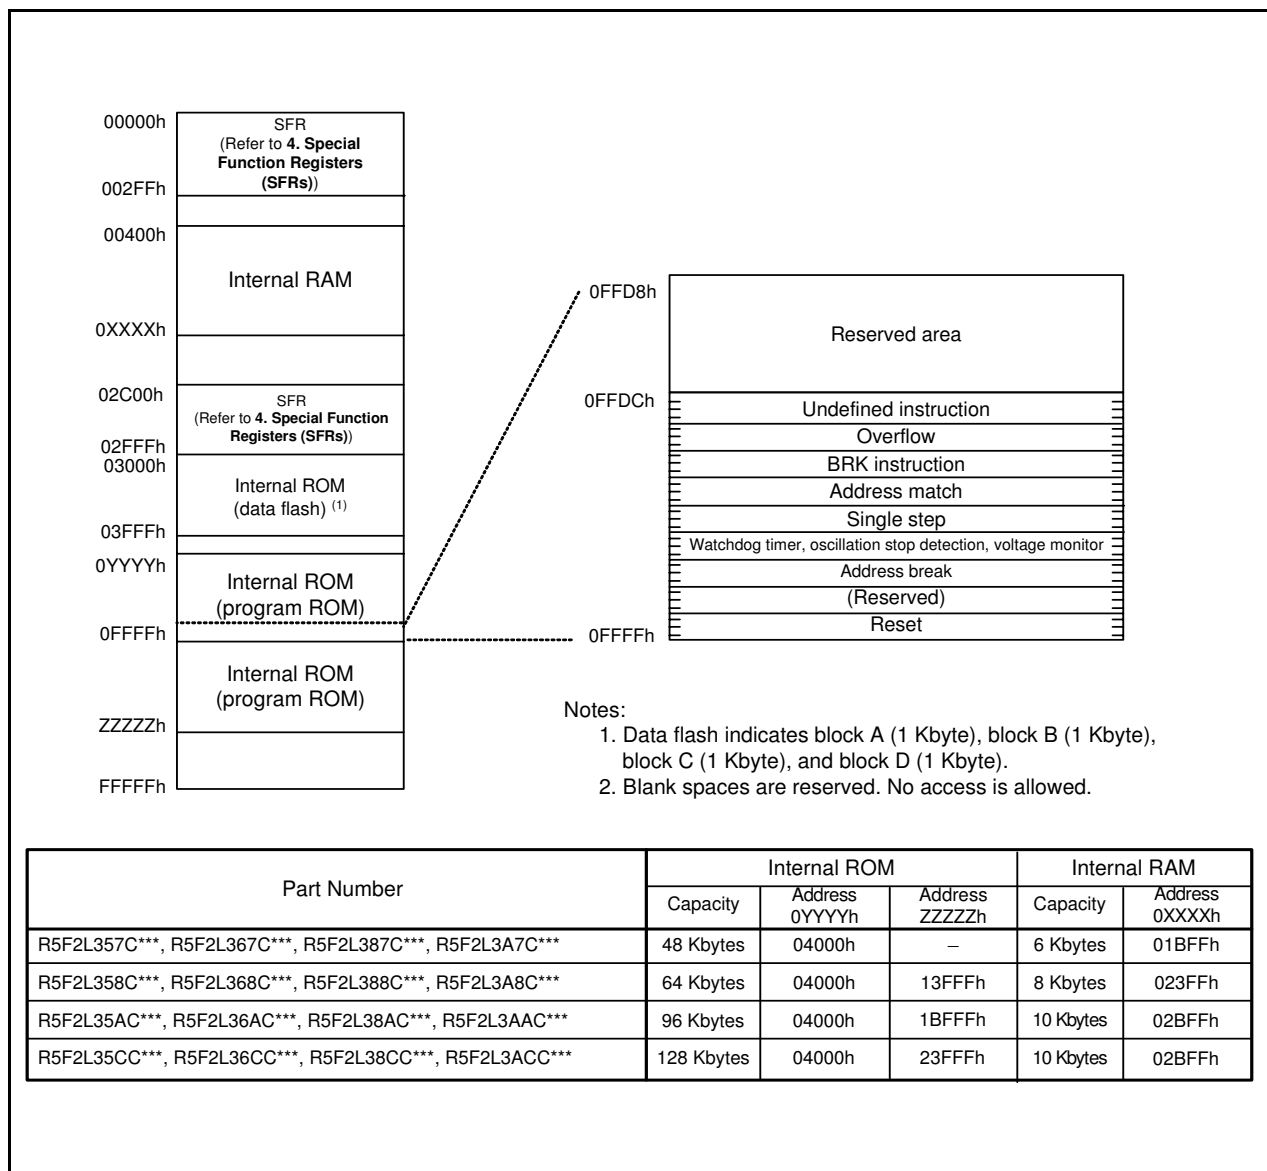 00000h
SFR
(Refer to 4. Special
Function Registers
(SFRs))
002FFh
00400h
Internal RAM
0XXXXh
02C00h
SFR
(Refer to 4. Special Function
Registers (SFRs))
02FFFh
03000h
Internal ROM
(data flash) (1)
03FFFh
0YYYYh
Internal ROM
(program ROM)
0FFFFh
Internal ROM
(program ROM)
ZZZZZh
FFFFFh
0FFD8h
Reserved area
0FFDCh
Undefined instruction
Overflow
BRK instruction
Address match
Single step
Watchdog timer, oscillation stop detection, voltage monitor
Address break
(Reserved)
Reset
0FFFFh
Notes:
1. Data flash indicates block A (1 Kbyte), block B (1 Kbyte),
block C (1 Kbyte), and block D (1 Kbyte).
2. Blank spaces are reserved. No access is allowed.
Part Number Internal ROM Internal RAM
Capacity Address 0YYYYh Address ZZZZZh Capacity Address 0XXXXh
R5F2L357C***, R5F2L367C***, R5F2L387C***, R5F2L3A7C*** 48 Kbytes 04000h – 6 Kbytes 01BFFh
R5F2L358C***, R5F2L368C***, R5F2L388C***, R5F2L3A8C*** 64 Kbytes 04000h 13FFFh 8 Kbytes 023FFh
R5F2L35AC***, R5F2L36AC***, R5F2L38AC***, R5F2L3AAC*** 96 Kbytes 04000h 1BFFFh 10 Kbytes 02BFFh
R5F2L35CC***, R5F2L36CC***, R5F2L38CC***, R5F2L3ACC*** 128 Kbytes 04000h 23FFFh 10 Kbytes 02BFFh